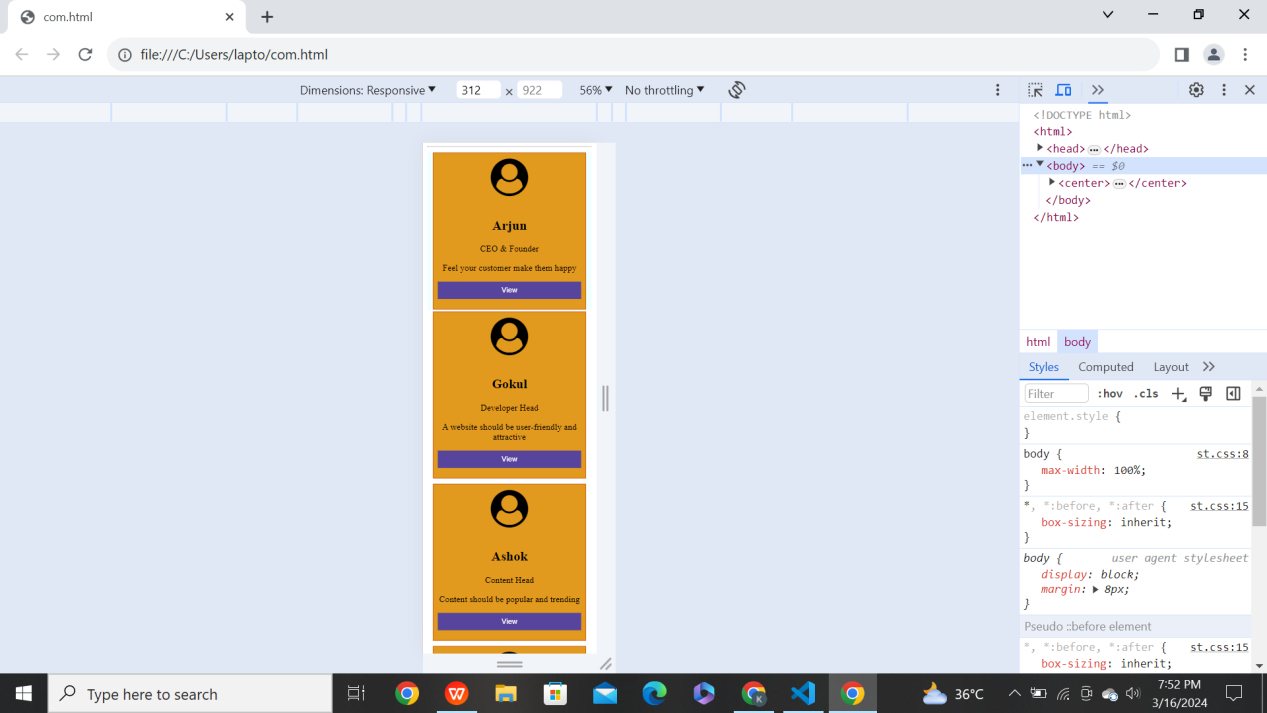 com.html
file:///C:/Users/lapto/com.html
Dimensions: Responsive 312 × 922 56% No throttling
<!DOCTYPE html>
<html>
<head> ... </head>
... <body> == $0
<center> ... </center>
</body>
</html>
html body
Styles Computed Layout
Filter :hov .cls
element.style {
}
body { st.css:8
max-width: 100%;
}
*, *:before, *:after { st.css:15
box-sizing: inherit;
}
body { user agent stylesheet
display: block;
margin: 8px;
}
Pseudo ::before element
*, *:before, *:after { st.css:15
box-sizing: inherit;
Arjun
CEO & Founder
Feel your customer make them happy
View
Gokul
Developer Head
A website should be user-friendly and
attractive
View
Ashok
Content Head
Content should be popular and trending
View
Type here to search
K
36°C
7:52 PM
3/16/2024